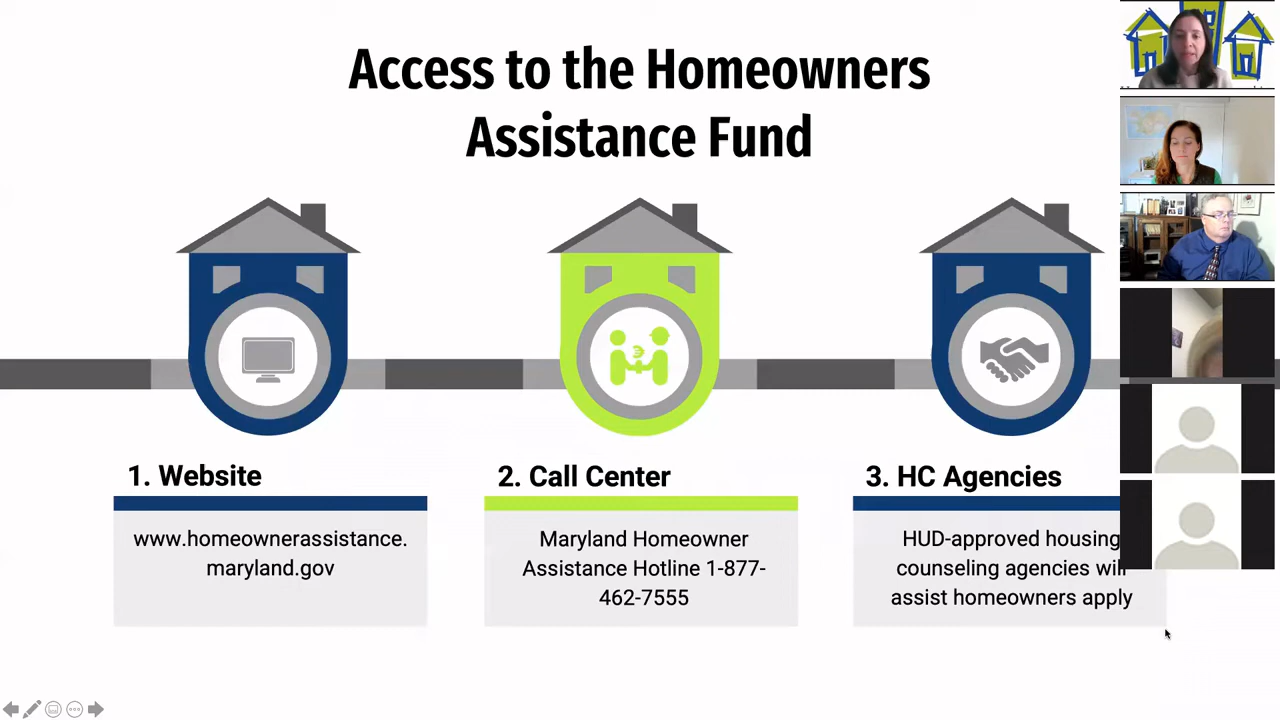 Access to the Homeowners
Assistance Fund
1. Website
www.homeownerassistance.
maryland.gov
2. Call Center
Maryland Homeowner
Assistance Hotline 1-877-
462-7555
3. HC Agencies
HUD-approved housing
counseling agencies will
assist homeowners apply